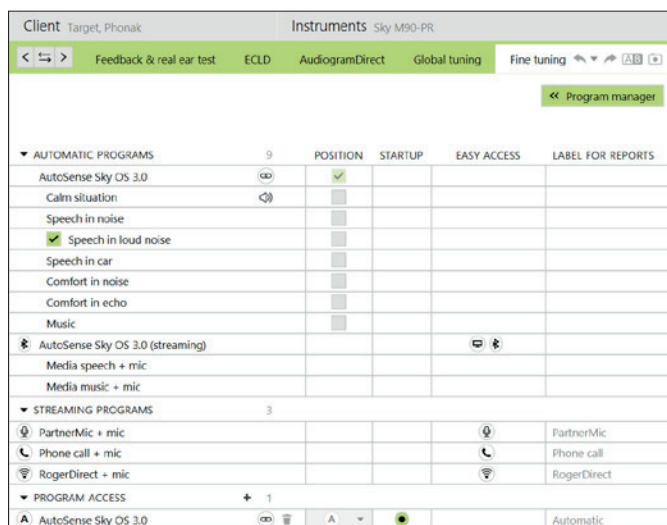 Client Target, Phonak Instruments Sky M90-PR
< > Feedback & real ear test ECLD AudiogramDirect Global tuning Fine tuning AB
« Program manager
AUTOMATIC PROGRAMS 9 POSITION STARTUP EASY ACCESS LABEL FOR REPORTS
AutoSense Sky OS 3.0
Calm situation
Speech in noise
Speech in loud noise
Speech in car
Comfort in noise
Comfort in echo
Music
AutoSense Sky OS 3.0 (streaming)
Media speech + mic
Media music + mic
STREAMING PROGRAMS 3
PartnerMic + mic PartnerMic
Phone call + mic Phone call
RogerDirect + mic RogerDirect
PROGRAM ACCESS + 1
A AutoSense Sky OS 3.0 A Automatic